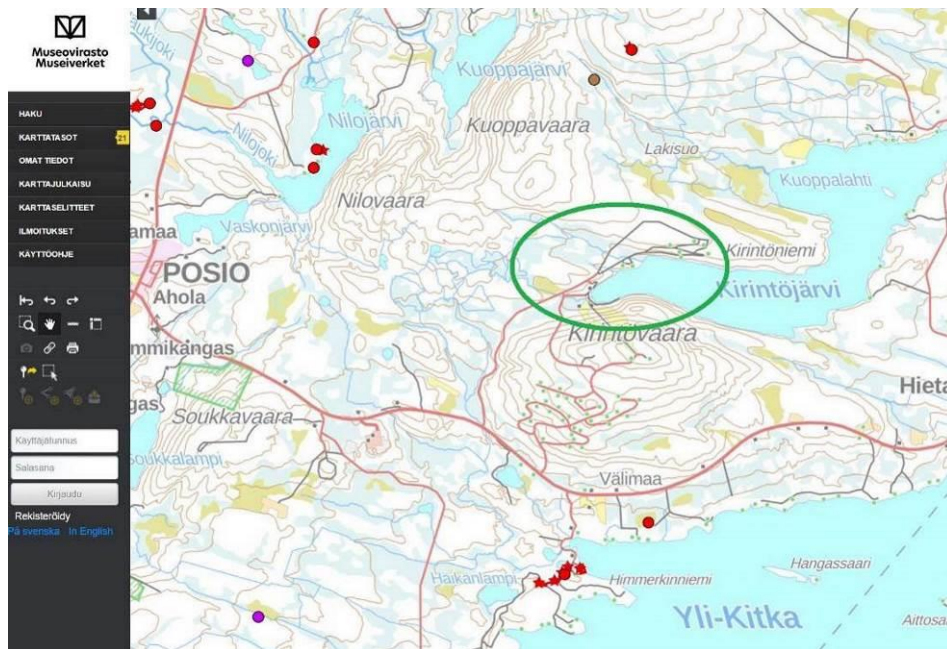 Museovirasto
Museiverket
HAKU
KARTTATASOT
21
OMAT TIEDOT
KARTTAJULKAISU
KARTTASELITTEET
ILMOITUKSET
KÄYTTÖOHJE
Käyttäjätunnus
Salasana
Kirjaudu
Rekisteröidy
På svenska In English
Kuoppajärvi
Nilojärvi
Kuoppavaara
Nilojoki
Lakisuo
Kuoppalahti
Nilovaara
Vaskonjärvi
Kirintöniemi
POSIO
Ahola
Kirintöjärvi
Kirintövaara
mmikangas
Hieta
Soukkavaara
gas
Soukkalampi
Välimaa
Haikanlampi
Himmerkinniemi
Hangassaari
Yli-Kitka
Aittosa